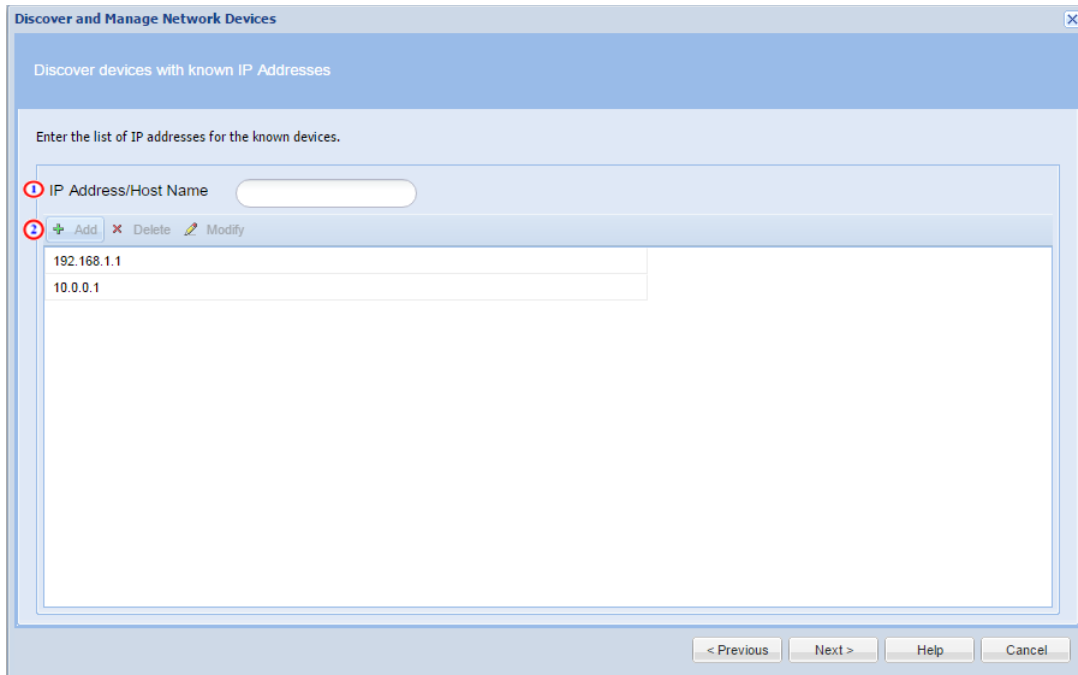 Discover and Manage Network Devices
Discover devices with known IP Addresses
Enter the list of IP addresses for the known devices.
1 IP Address/Host Name
2 Add Delete Modify
192.168.1.1
10.0.0.1
< Previous Next > Help Cancel